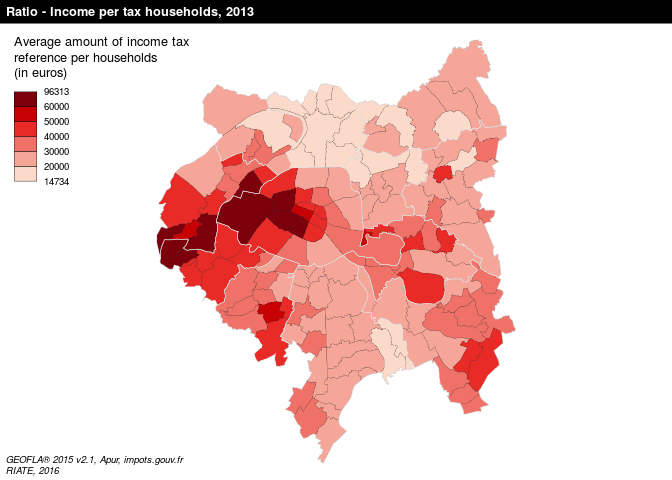 Ratio - Income per tax households, 2013
Average amount of income tax
reference per households
(in euros)
96313
60000
50000
40000
30000
20000
14734
GEOFLA® 2015 v2.1, Apur, impots.gouv.fr
RIATE, 2016